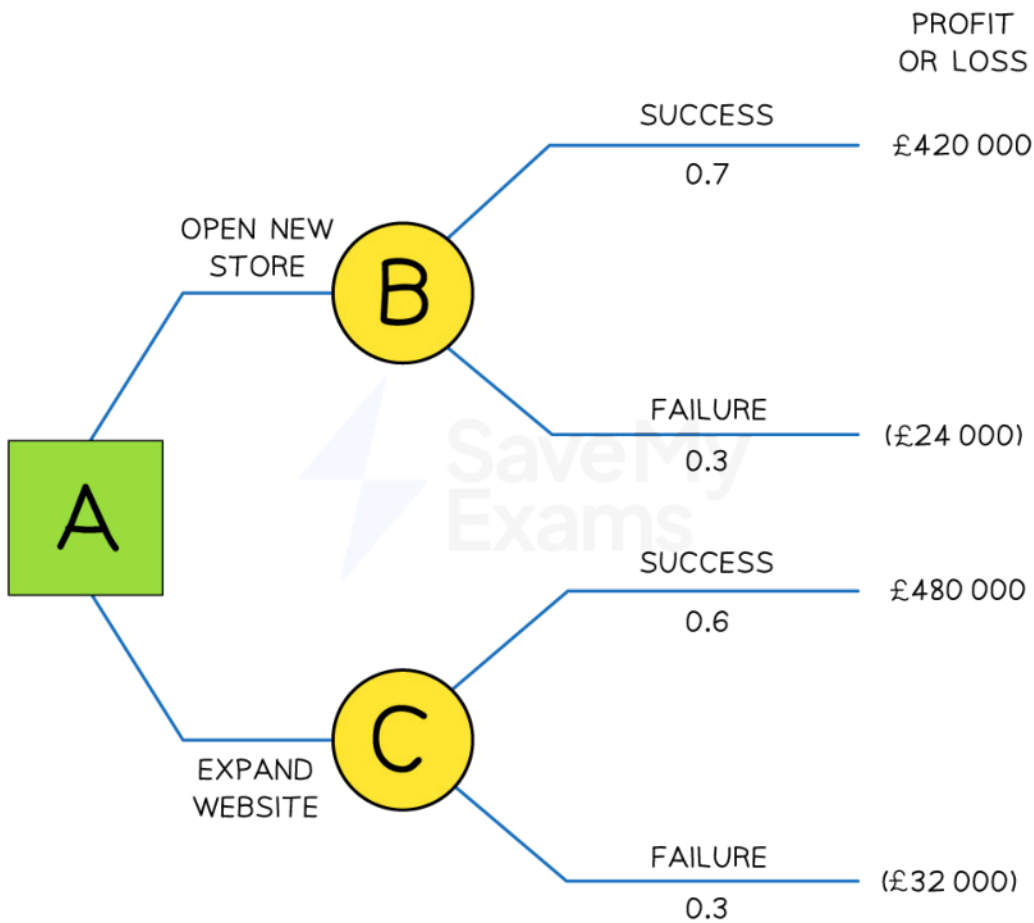 PROFIT
OR LOSS
SUCCESS
£420 000
0.7
OPEN NEW
STORE
B
FAILURE
(£24 000)
0.3
SaveMy
Exams
A
SUCCESS
£480 000
0.6
C
EXPAND
WEBSITE
FAILURE
(£32 000)
0.3